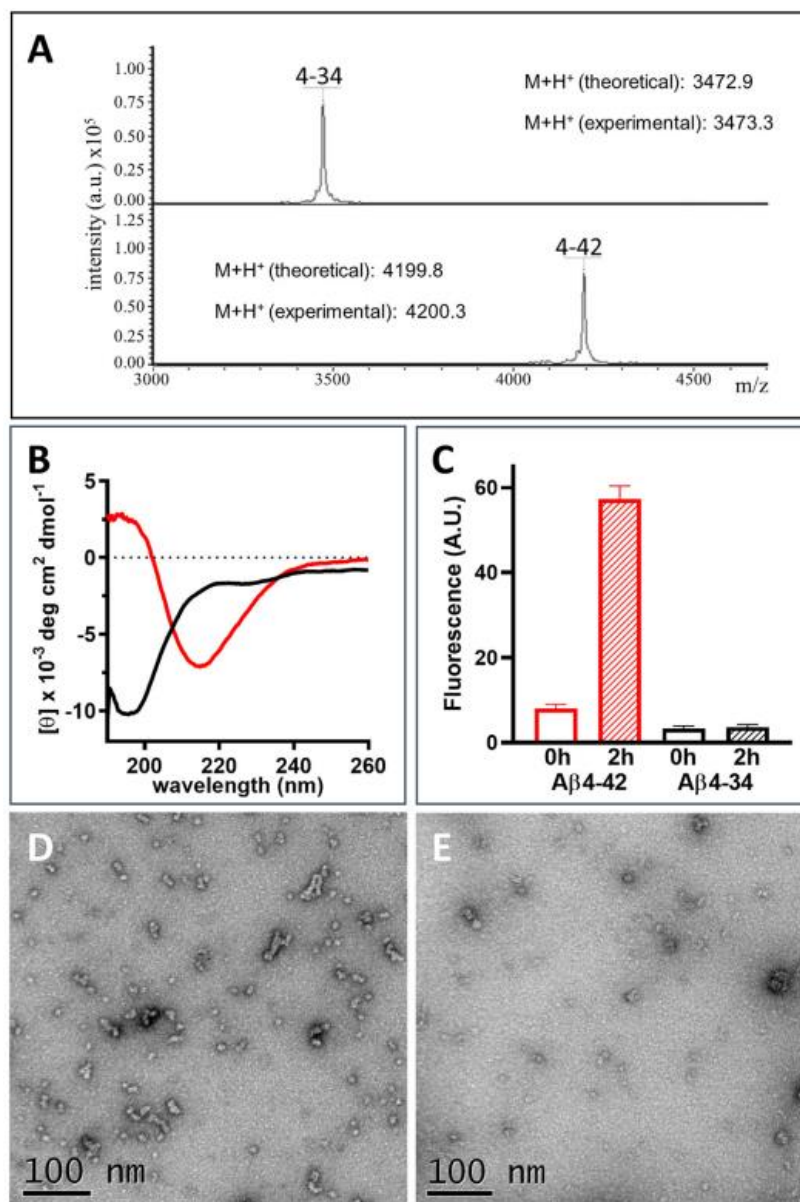 A
4-34
M+H⁺ (theoretical): 3472.9
M+H⁺ (experimental): 3473.3
1.00
0.75
0.50
0.25
0.00
intensity (a.u.) x10⁵
4-42
M+H⁺ (theoretical): 4199.8
M+H⁺ (experimental): 4200.3
1.25
1.00
0.75
0.50
0.25
0.00
3000 3500 4000 4500
m/z
B
[θ] x 10⁻³ deg cm² dmol⁻¹
5
0
-5
-10
200 220 240 260
wavelength (nm)
C
Fluorescence (A.U.)
60
40
20
0
0h 2h 0h 2h
Aβ4-42 Aβ4-34
D
100 nm
E
100 nm